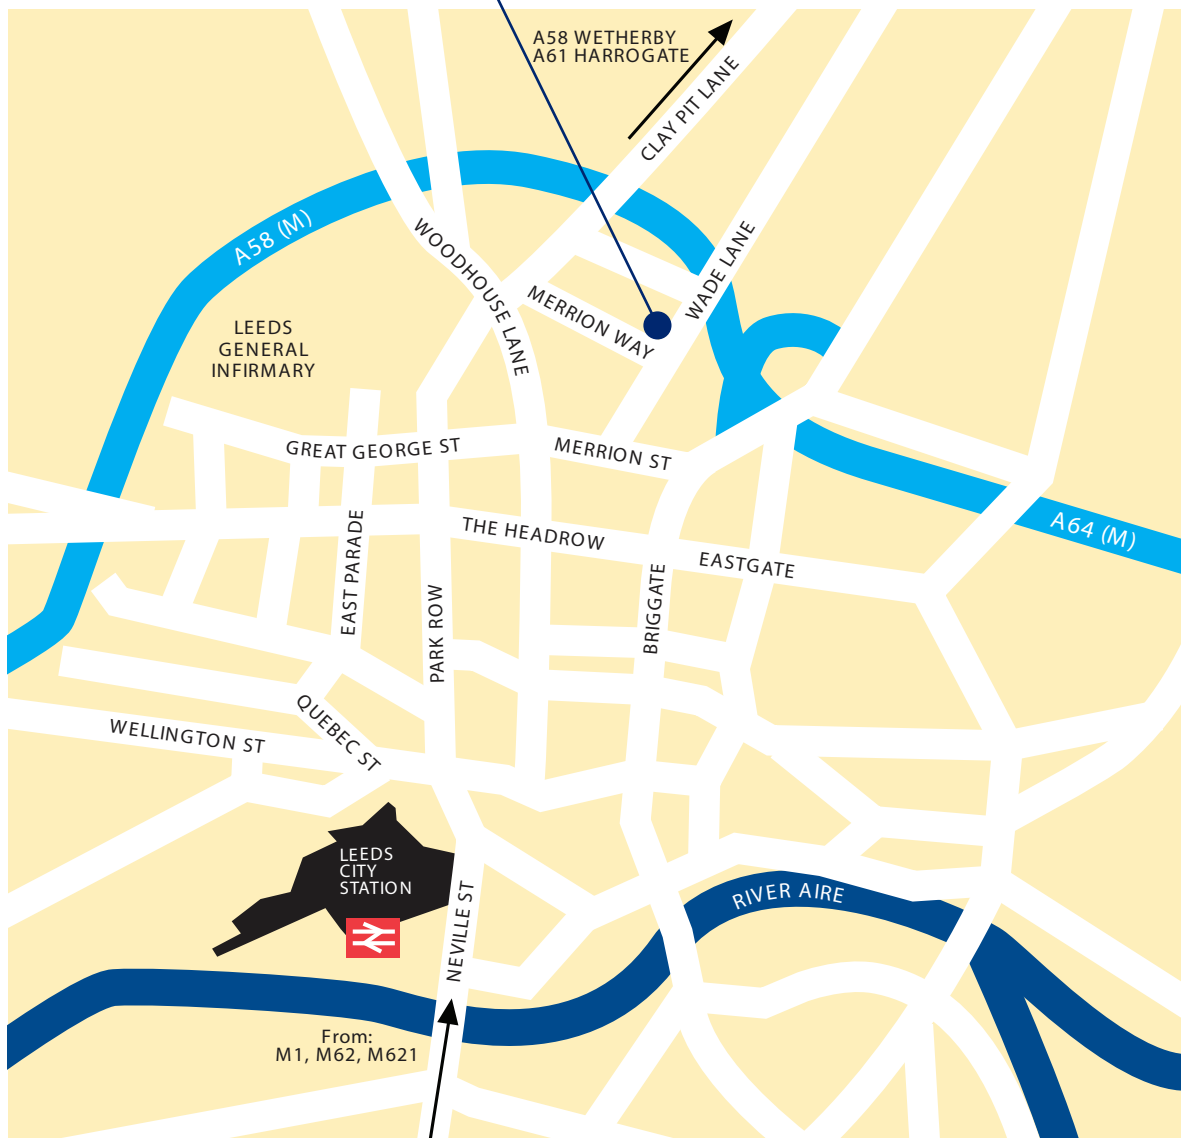 A58 WETHERBY
A61 HARROGATE
CLAY PIT LANE
A58 (M)
WOODHOUSE LANE
WADE LANE
MERRION WAY
LEEDS
GENERAL
INFIRMARY
GREAT GEORGE ST
MERRION ST
THE HEADROW
EASTGATE
A64 (M)
EAST PARADE
PARK ROW
BRIGGATE
QUEBEC ST
WELLINGTON ST
LEEDS
CITY
STATION
NEVILLE ST
RIVER AIRE
From:
M1, M62, M621